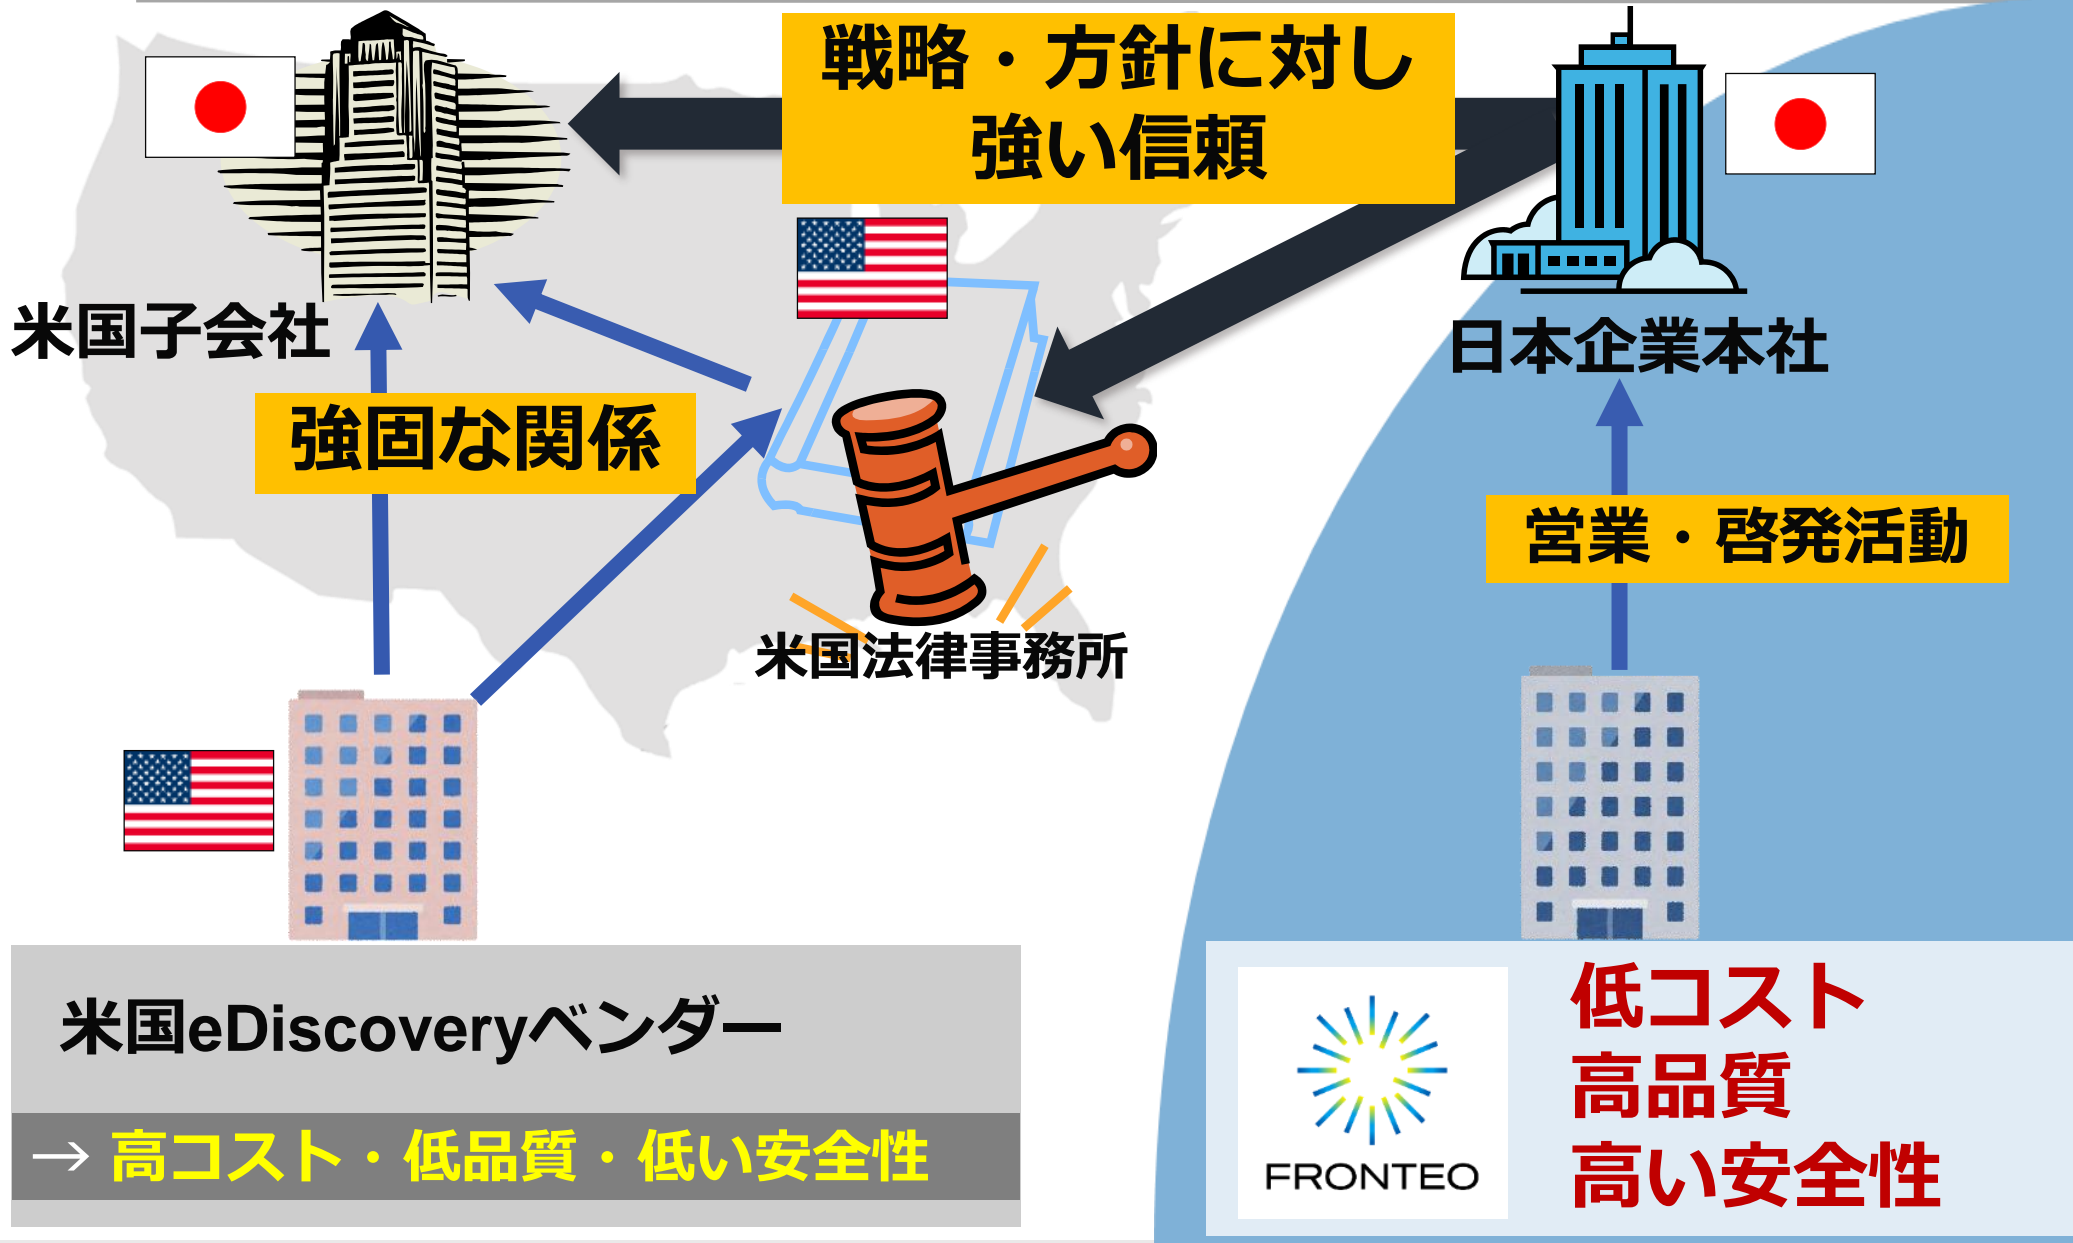 戦略・方針に対し
強い信頼
米国子会社
日本企業本社
強固な関係
営業・啓発活動
米国法律事務所
米国eDiscoveryベンダー
→ 高コスト・低品質・低い安全性
FRONTEO
低コスト
高品質
高い安全性